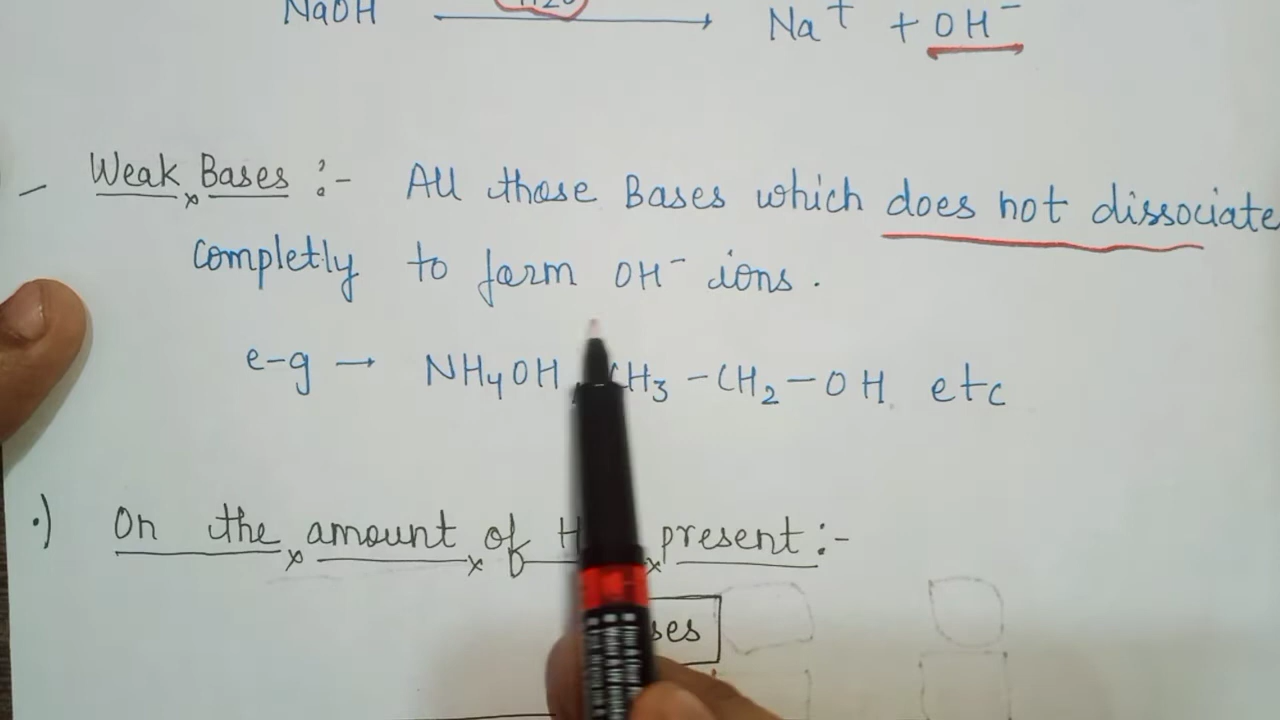 NaOH → Na⁺ + OH⁻
Weak Bases :- All those Bases which does not dissociate
completly to form OH⁻ ions.
e-g → NH₄OH, CH₃-CH₂-OH etc
•) On the amount of present :-